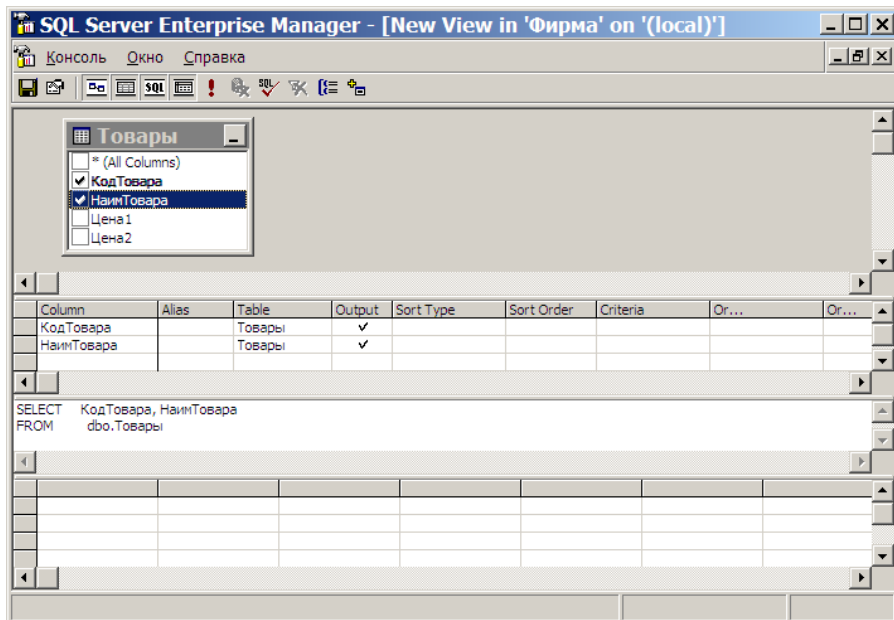 SQL Server Enterprise Manager - [New View in 'Фирма' on '(local)']
Консоль Окно Справка
SQL SQL
Товары
* (All Columns)
КодТовара
НаимТовара
Цена1
Цена2
Column Alias Table Output Sort Type Sort Order Criteria Or... Or...
КодТовара Товары
НаимТовара Товары
SELECT КодТовара, НаимТовара
FROM dbo.Товары